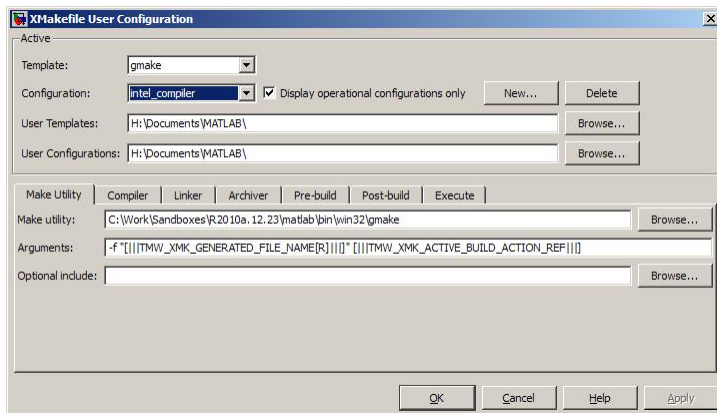 XMakefile User Configuration
Active
Template: gmake
Configuration: intel_compiler Display operational configurations only New... Delete
User Templates: H:\Documents\MATLAB\ Browse...
User Configurations: H:\Documents\MATLAB\ Browse...
Make Utility Compiler Linker Archiver Pre-build Post-build Execute
Make utility: C:\Work\Sandboxes\R2010a.12.23\matlab\bin\win32\gmake Browse...
Arguments: -f "[|||TMW_XMK_GENERATED_FILE_NAME[R]|||]" [|||TMW_XMK_ACTIVE_BUILD_ACTION_REF|||]
Optional include: Browse...
OK Cancel Help Apply